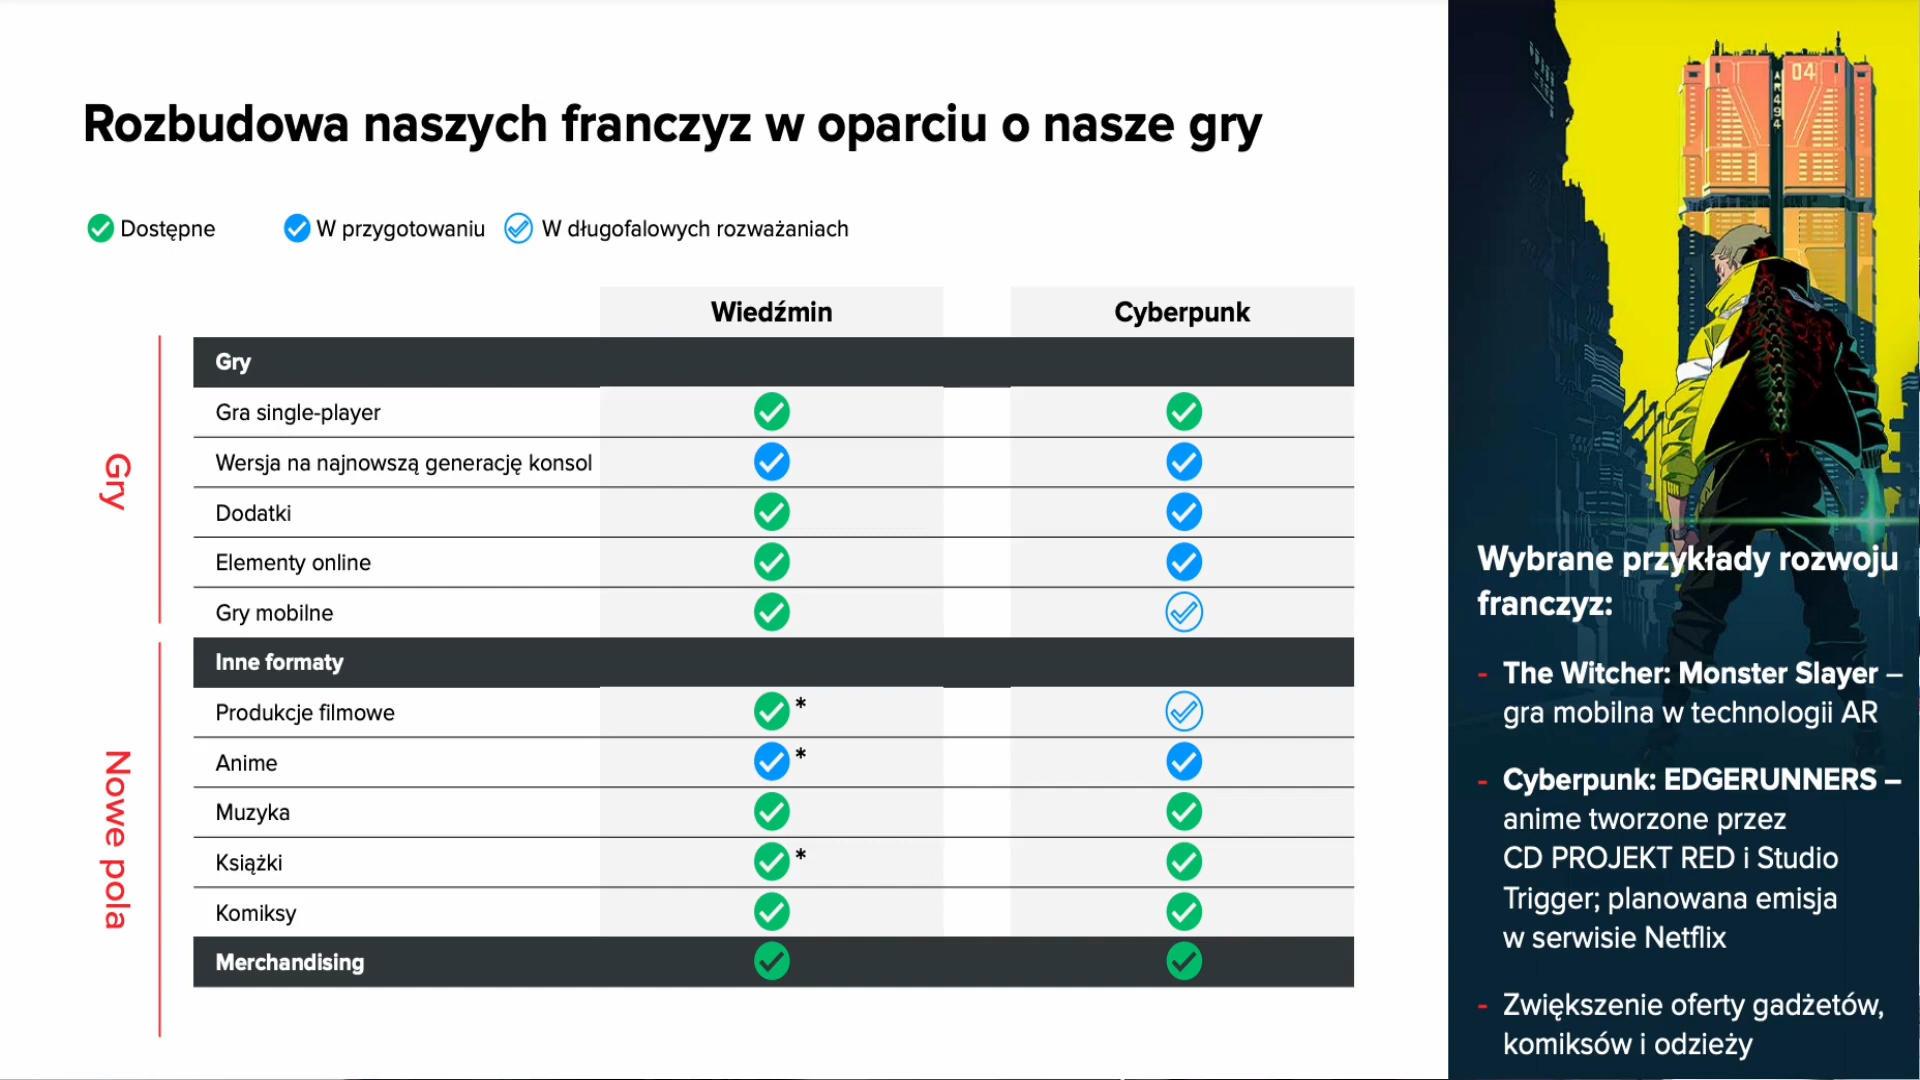 Rozbudowa naszych franczyz w oparciu o nasze gry
Dostępne W przygotowaniu W długofalowych rozważaniach
Wiedźmin Cyberpunk
Gry
Gry
Gra single-player
Wersja na najnowszą generację konsol
Dodatki
Elementy online
Gry mobilne
Nowe pola
Inne formaty
Produkcje filmowe *
Anime *
Muzyka
Książki *
Komiksy
Merchandising
04
AR494
Wybrane przykłady rozwoju
franczyz:
- The Witcher: Monster Slayer –
gra mobilna w technologii AR
- Cyberpunk: EDGERUNNERS –
anime tworzone przez
CD PROJEKT RED i Studio
Trigger; planowana emisja
w serwisie Netflix
- Zwiększenie oferty gadżetów,
komiksów i odzieży